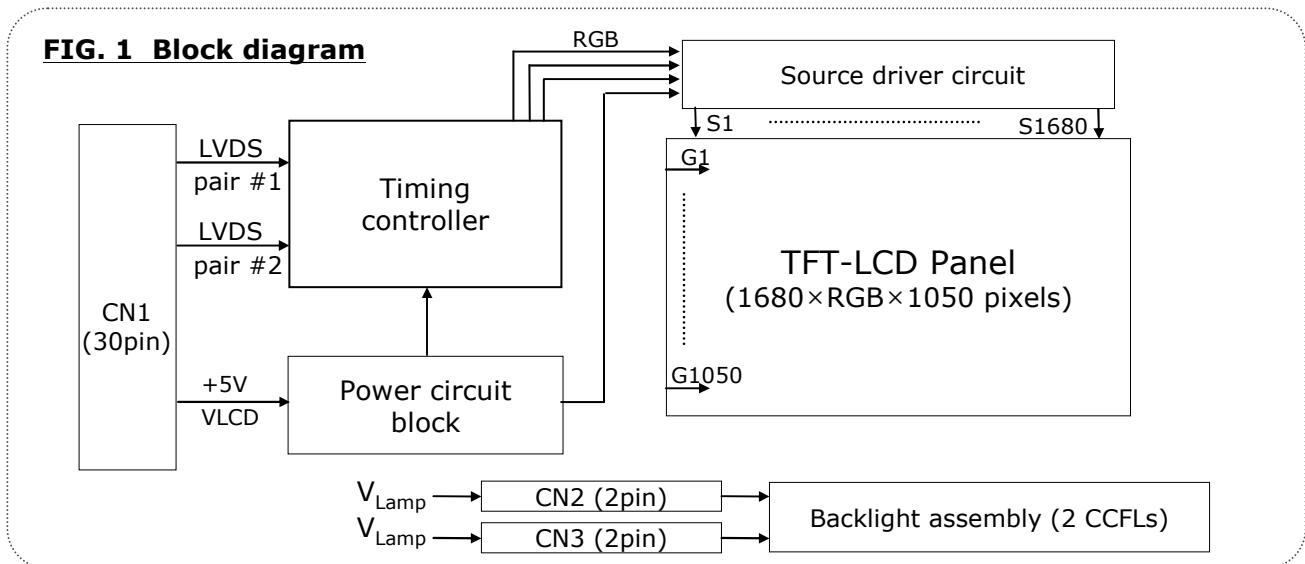 FIG. 1 Block diagram
RGB
Source driver circuit
S1
S1680
CN1
(30pin)
LVDS
pair #1
LVDS
pair #2
+5V
VLCD
Timing
controller
Power circuit
block
G1
TFT-LCD Panel
(1680×RGB×1050 pixels)
G1050
VLamp
CN2 (2pin)
VLamp
CN3 (2pin)
Backlight assembly (2 CCFLs)